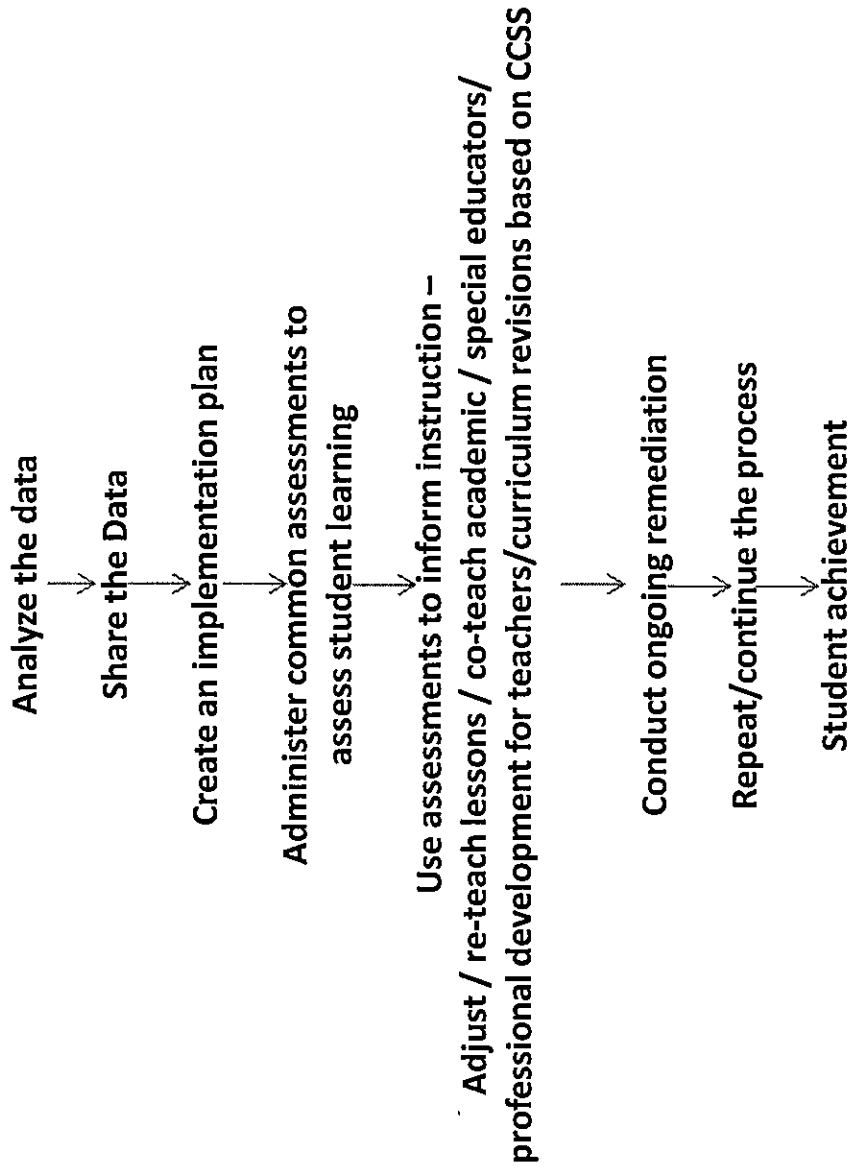 Analyze the data
Share the Data
Create an implementation plan
Administer common assessments to
assess student learning
Use assessments to inform instruction –
Adjust / re-teach lessons / co-teach academic / special educators/
professional development for teachers/curriculum revisions based on CCSS
Conduct ongoing remediation
Repeat/continue the process
Student achievement